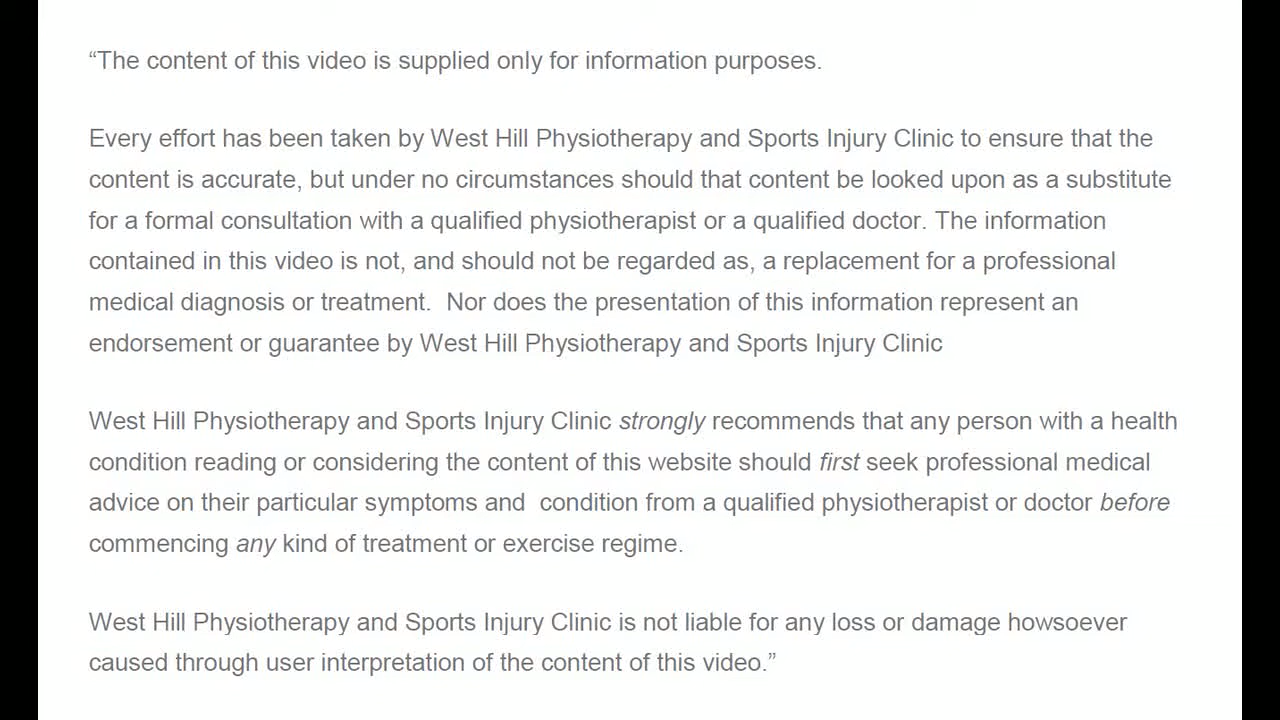 “The content of this video is supplied only for information purposes.
Every effort has been taken by West Hill Physiotherapy and Sports Injury Clinic to ensure that the
content is accurate, but under no circumstances should that content be looked upon as a substitute
for a formal consultation with a qualified physiotherapist or a qualified doctor. The information
contained in this video is not, and should not be regarded as, a replacement for a professional
medical diagnosis or treatment.  Nor does the presentation of this information represent an
endorsement or guarantee by West Hill Physiotherapy and Sports Injury Clinic
West Hill Physiotherapy and Sports Injury Clinic strongly recommends that any person with a health
condition reading or considering the content of this website should first seek professional medical
advice on their particular symptoms and  condition from a qualified physiotherapist or doctor before
commencing any kind of treatment or exercise regime.
West Hill Physiotherapy and Sports Injury Clinic is not liable for any loss or damage howsoever
caused through user interpretation of the content of this video.”